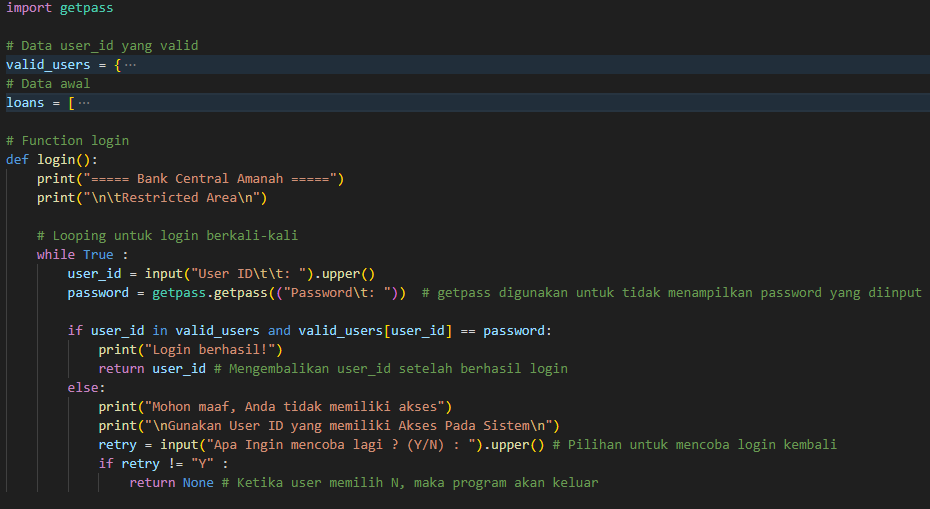 import getpass
# Data user_id yang valid
valid_users = { ⋯
# Data awal
loans = [ ⋯
# Function login
def login():
    print("===== Bank Central Amanah =====")
    print("\n\tRestricted Area\n")
    # Looping untuk login berkali-kali
    while True :
        user_id = input("User ID\t\t: ").upper()
        password = getpass.getpass(("Password\t: "))  # getpass digunakan untuk tidak menampilkan password yang diinput
        if user_id in valid_users and valid_users[user_id] == password:
            print("Login berhasil!")
            return user_id # Mengembalikan user_id setelah berhasil login
        else:
            print("Mohon maaf, Anda tidak memiliki akses")
            print("\nGunakan User ID yang memiliki Akses Pada Sistem\n")
            retry = input("Apa Ingin mencoba lagi ? (Y/N) : ").upper() # Pilihan untuk mencoba login kembali
            if retry != "Y" :
                return None # Ketika user memilih N, maka program akan keluar